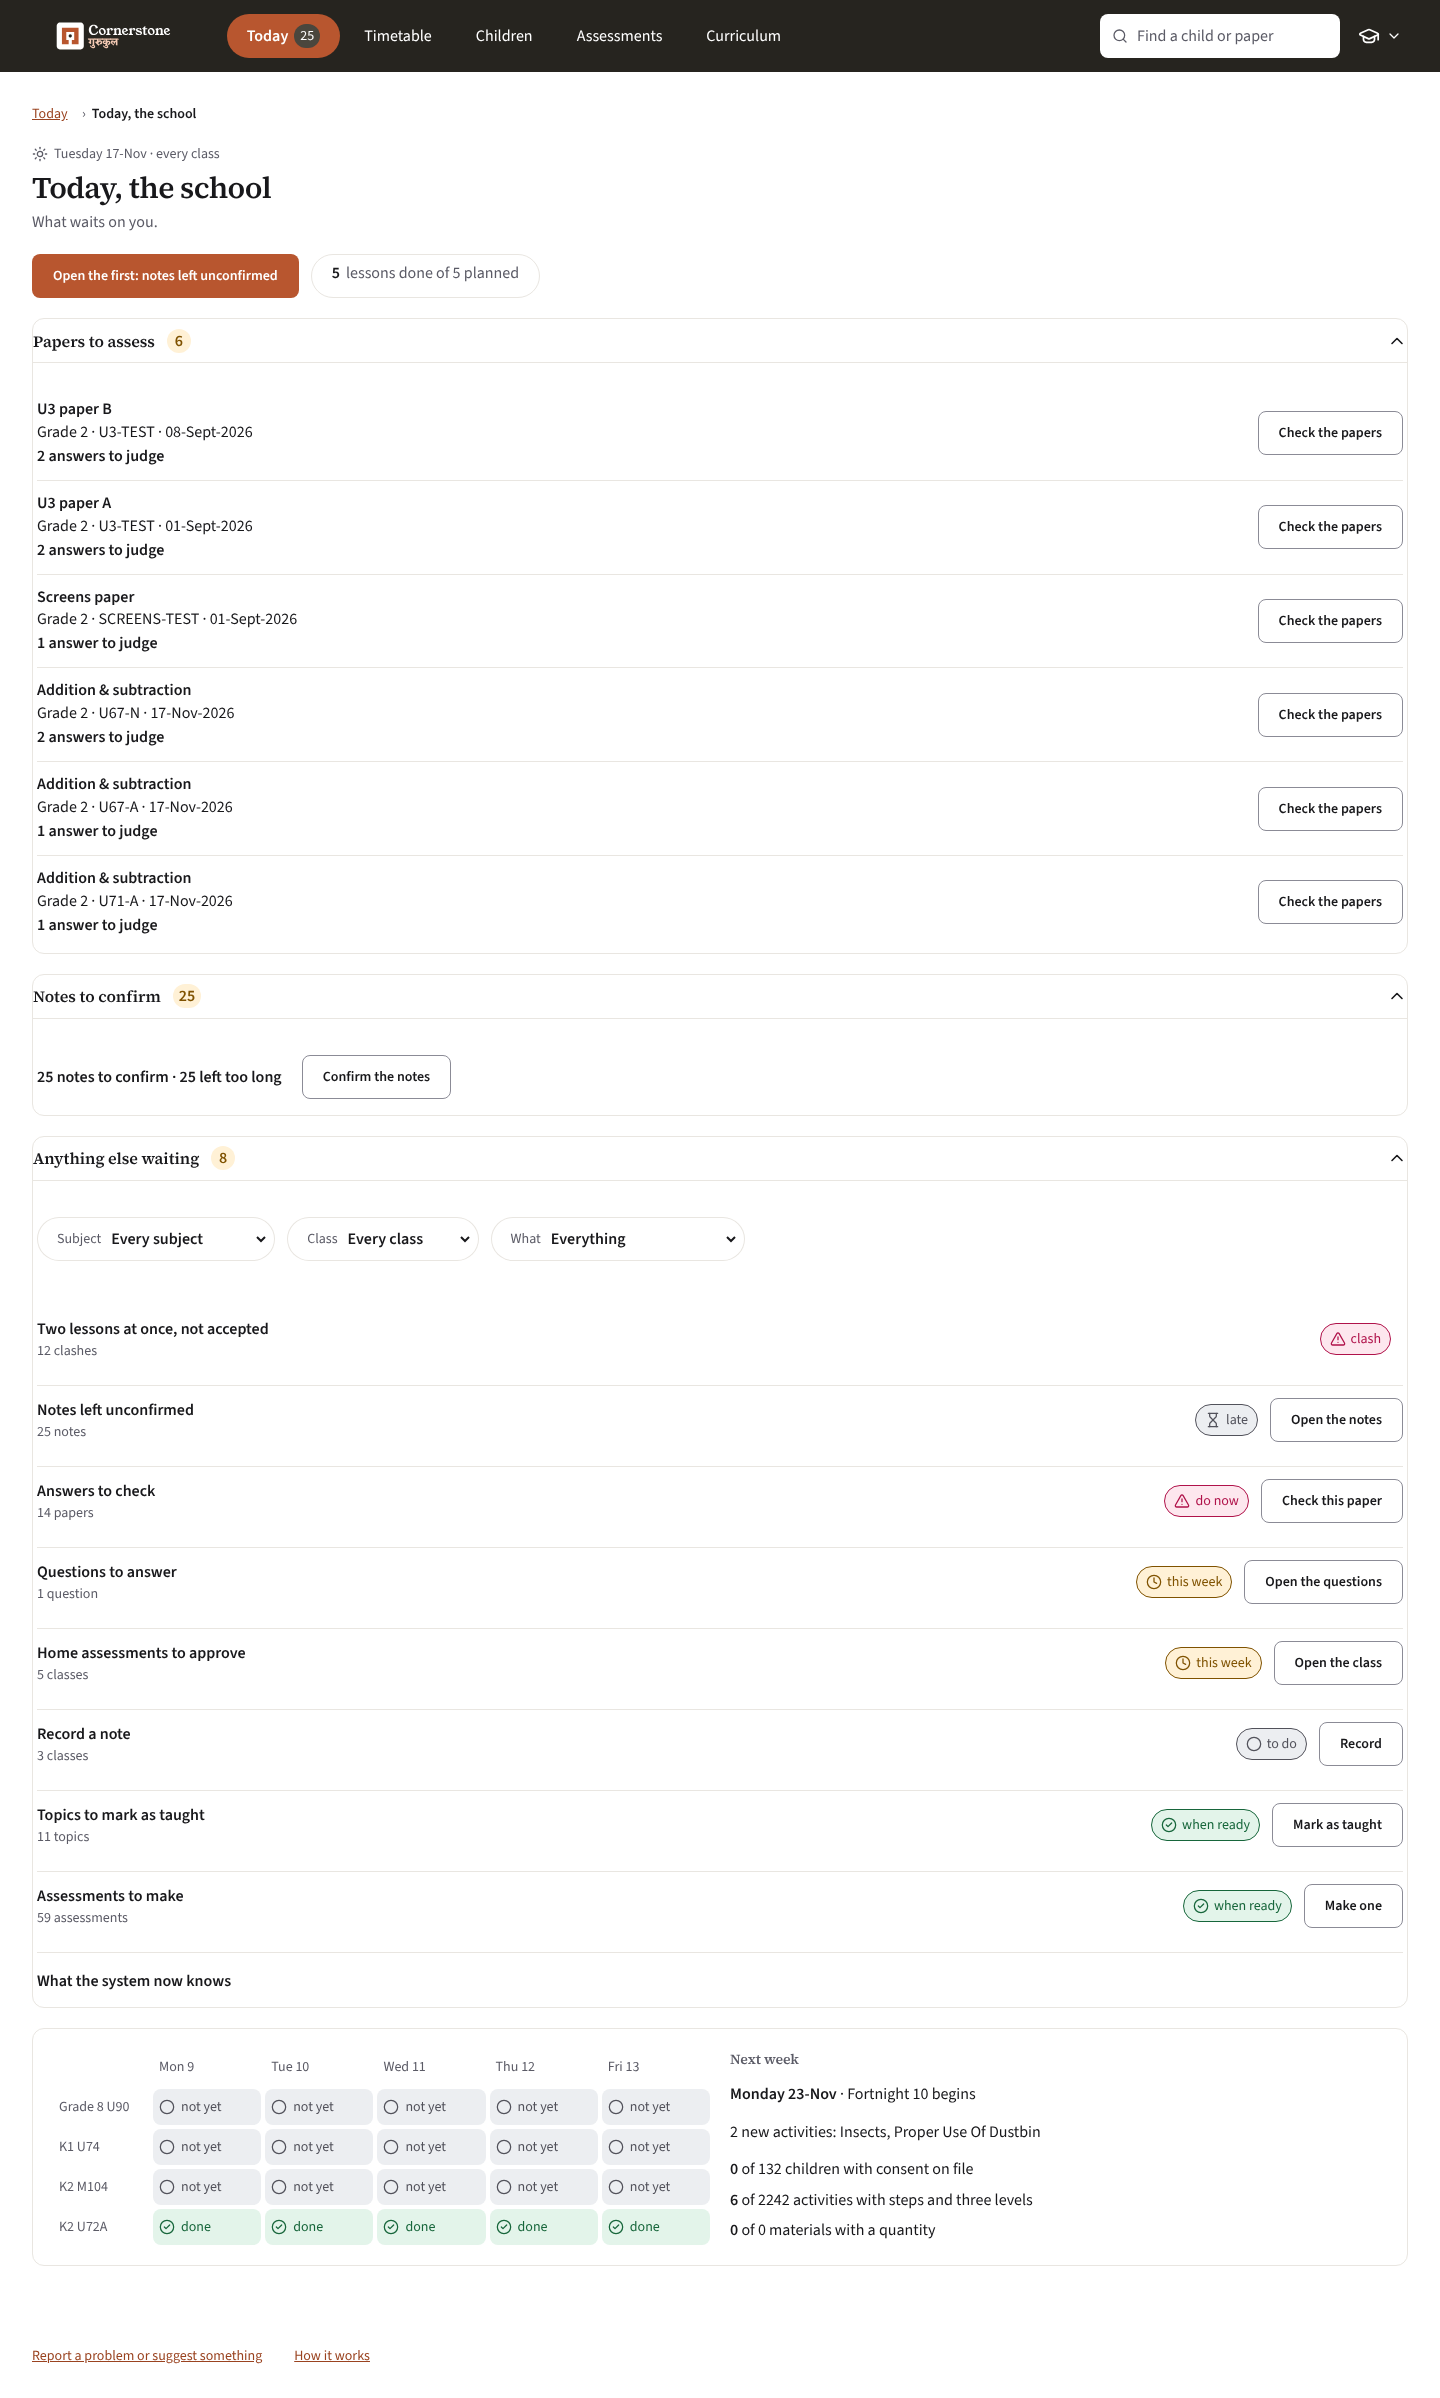 Cornerstone
गुरुकुल
Today 25
Timetable
Children
Assessments
Curriculum
Find a child or paper
Today › Today, the school
Tuesday 17-Nov · every class
Today, the school
What waits on you.
Open the first: notes left unconfirmed
5 lessons done of 5 planned
Papers to assess 6
U3 paper B
Grade 2 · U3-TEST · 08-Sept-2026
2 answers to judge
Check the papers
U3 paper A
Grade 2 · U3-TEST · 01-Sept-2026
2 answers to judge
Check the papers
Screens paper
Grade 2 · SCREENS-TEST · 01-Sept-2026
1 answer to judge
Check the papers
Addition & subtraction
Grade 2 · U67-N · 17-Nov-2026
2 answers to judge
Check the papers
Addition & subtraction
Grade 2 · U67-A · 17-Nov-2026
1 answer to judge
Check the papers
Addition & subtraction
Grade 2 · U71-A · 17-Nov-2026
1 answer to judge
Check the papers
Notes to confirm 25
25 notes to confirm · 25 left too long
Confirm the notes
Anything else waiting 8
Subject Every subject
Class Every class
What Everything
Two lessons at once, not accepted
12 clashes
clash
Notes left unconfirmed
25 notes
late
Open the notes
Answers to check
14 papers
do now
Check this paper
Questions to answer
1 question
this week
Open the questions
Home assessments to approve
5 classes
this week
Open the class
Record a note
3 classes
to do
Record
Topics to mark as taught
11 topics
when ready
Mark as taught
Assessments to make
59 assessments
when ready
Make one
What the system now knows
Mon 9 Tue 10 Wed 11 Thu 12 Fri 13
Grade 8 U90 not yet not yet not yet not yet not yet
K1 U74 not yet not yet not yet not yet not yet
K2 M104 not yet not yet not yet not yet not yet
K2 U72A done done done done done
Next week
Monday 23-Nov · Fortnight 10 begins
2 new activities: Insects, Proper Use Of Dustbin
0 of 132 children with consent on file
6 of 2242 activities with steps and three levels
0 of 0 materials with a quantity
Report a problem or suggest something
How it works